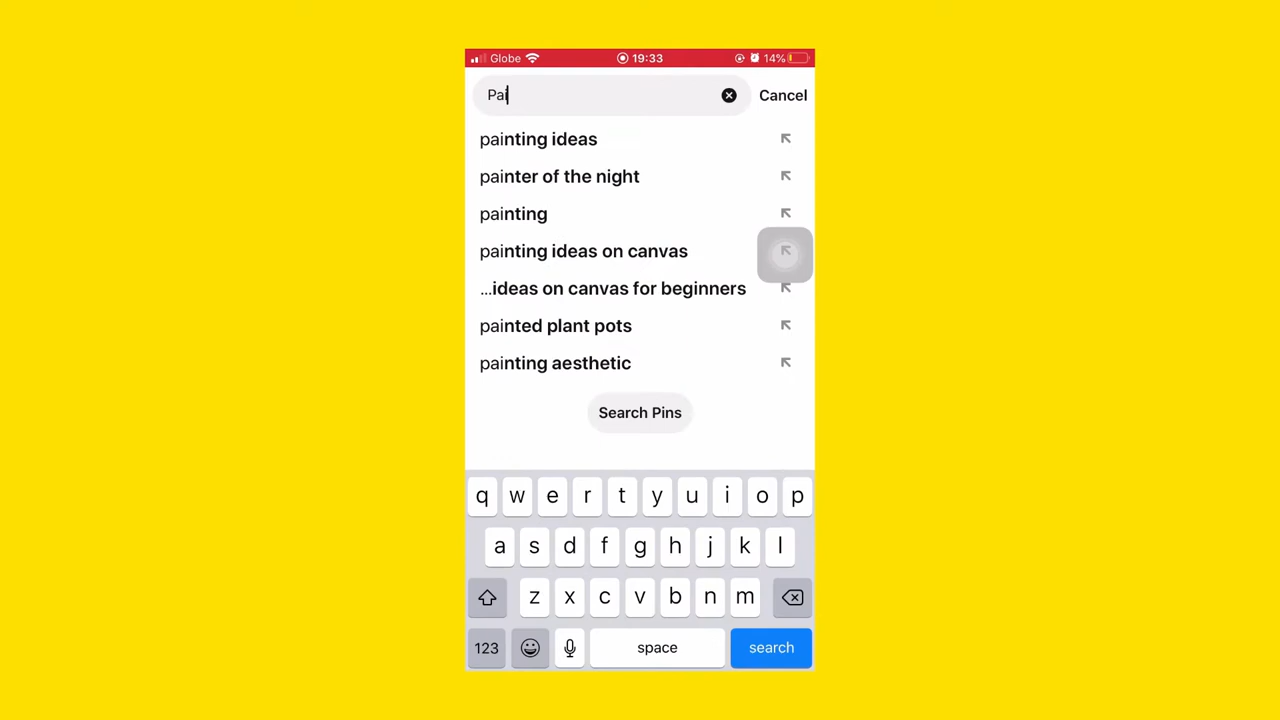 Globe 19:33 14%
Pai Cancel
painting ideas
painter of the night
painting
painting ideas on canvas
...ideas on canvas for beginners
painted plant pots
painting aesthetic
Search Pins
q w e r t y u i o p
a s d f g h j k l
z x c v b n m
123 space search